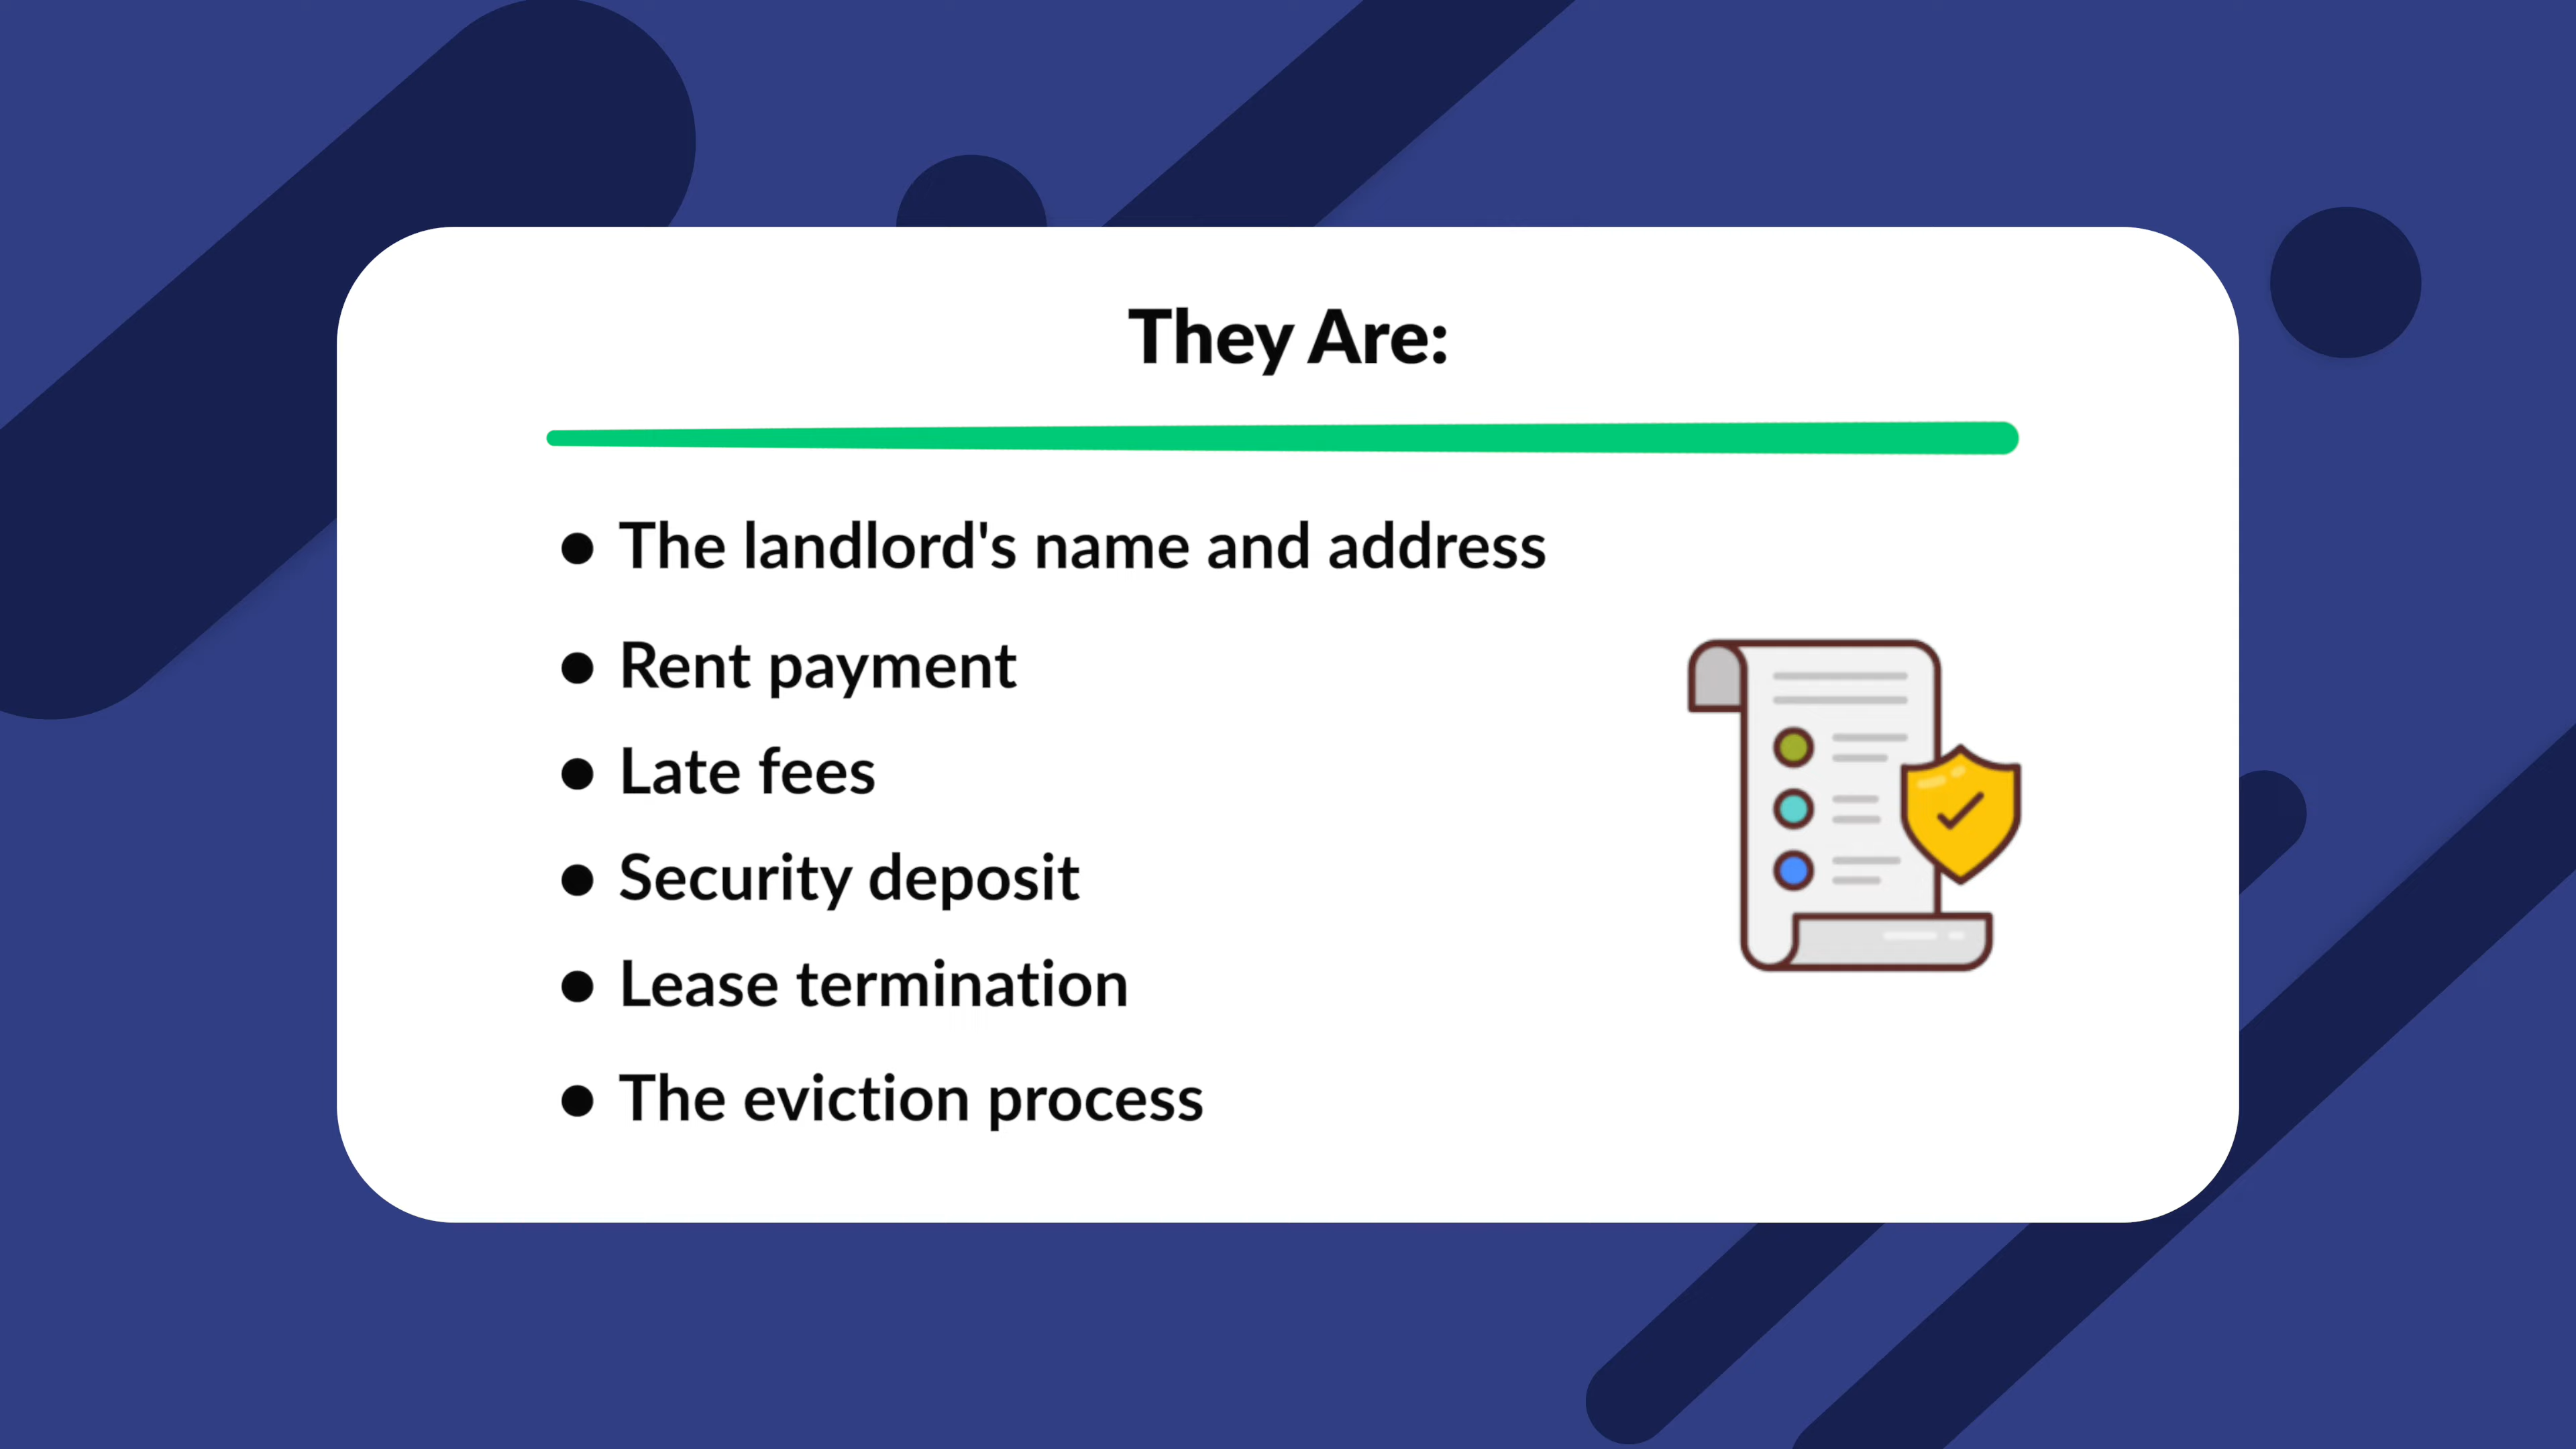 They Are:
● The landlord's name and address
● Rent payment
● Late fees
● Security deposit
● Lease termination
● The eviction process